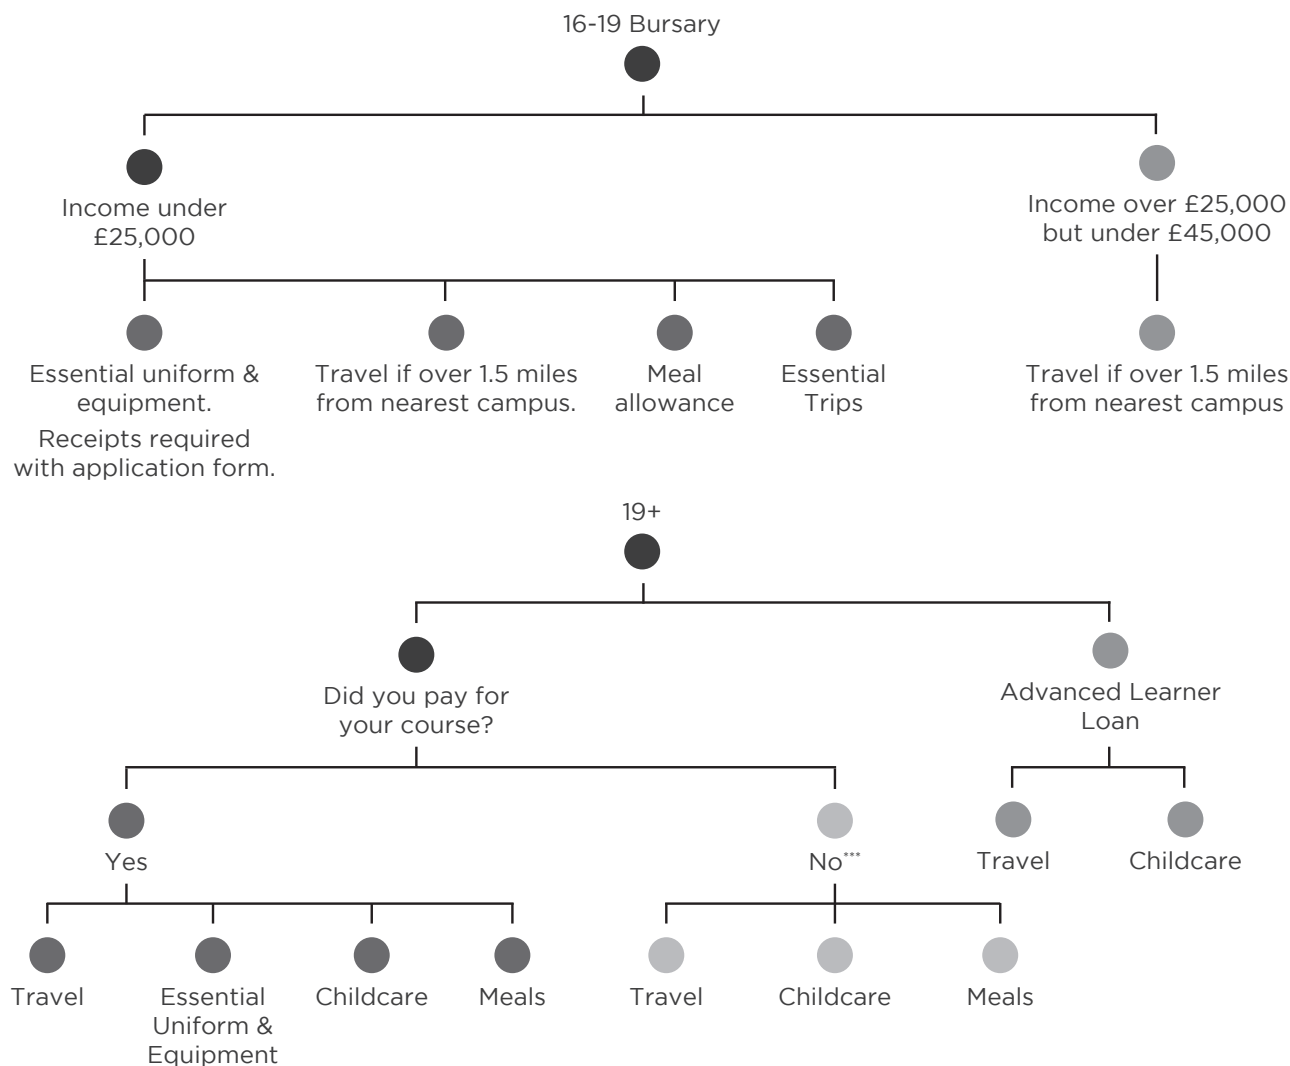 16-19 Bursary
Income under
£25,000
Income over £25,000
but under £45,000
Essential uniform &
equipment.
Receipts required
with application form.
Travel if over 1.5 miles
from nearest campus.
Meal
allowance
Essential
Trips
Travel if over 1.5 miles
from nearest campus
19+
Did you pay for
your course?
Advanced Learner
Loan
Yes
No***
Travel
Childcare
Travel
Essential
Uniform &
Equipment
Childcare
Meals
Travel
Childcare
Meals